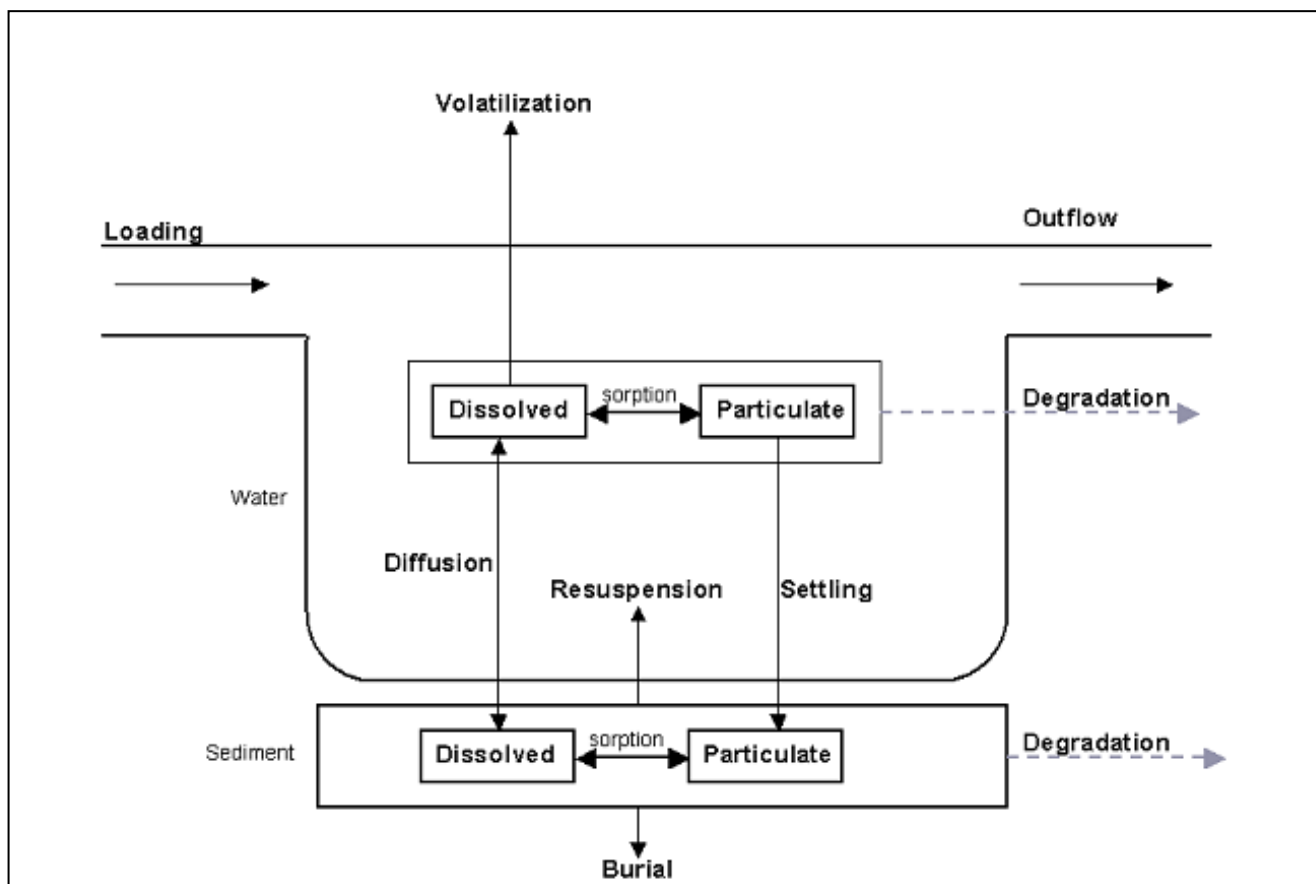 Volatilization
Loading
Outflow
sorption
Dissolved
Particulate
Degradation
Water
Diffusion
Resuspension
Settling
Sediment
Dissolved
sorption
Particulate
Degradation
Burial